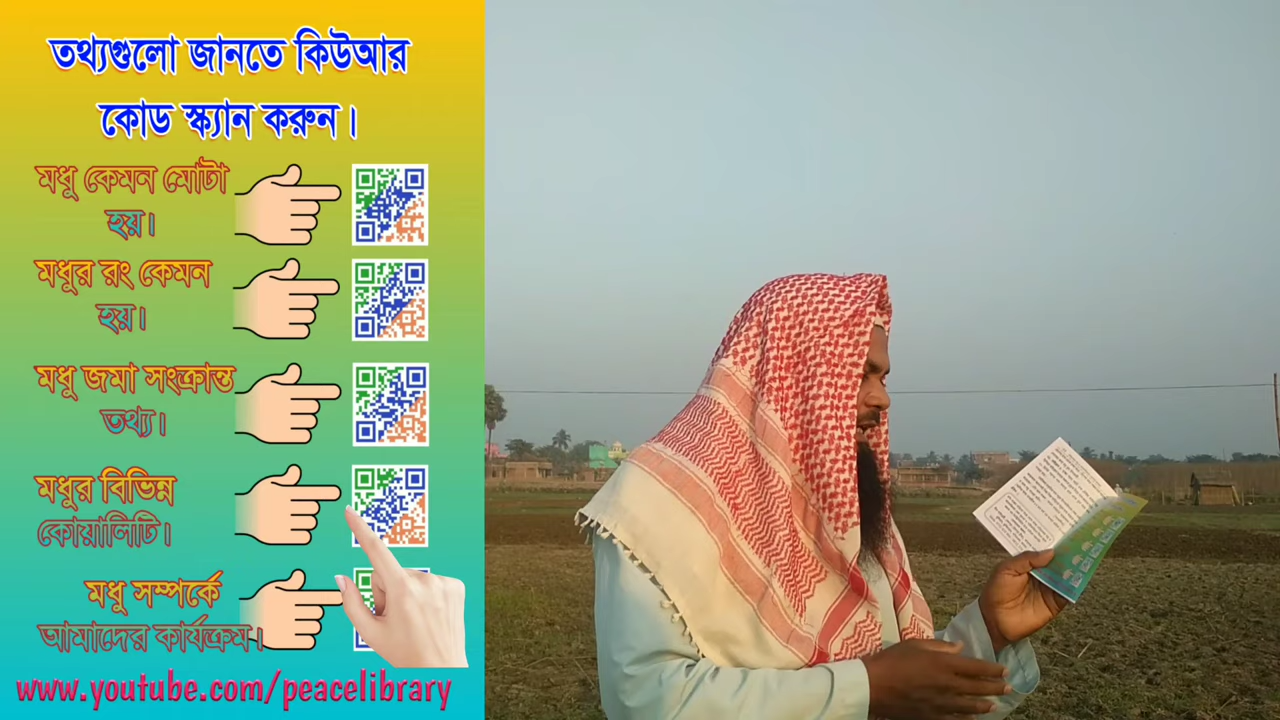 তথ্যগুলো জানতে কিউআর
কোড স্ক্যান করুন।
মধু কেমন মোটা
হয়।
মধুর রং কেমন
হয়।
মধু জমা সংক্রান্ত
তথ্য।
মধুর বিভিন্ন
কোয়ালিটি।
মধু সম্পর্কে
আমাদের কার্যক্রম।
www.youtube.com/peacelibrary